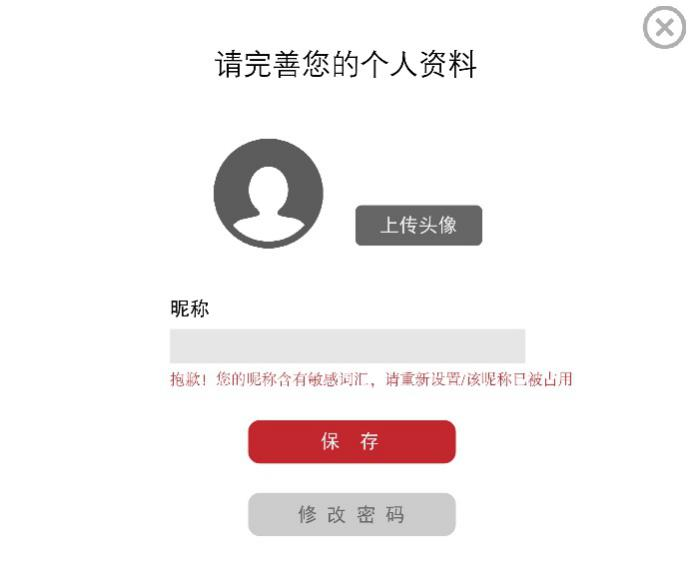 请完善您的个人资料
上传头像
昵称
抱歉！您的昵称含有敏感词汇，请重新设置/该昵称已被占用
保 存
修 改 密 码